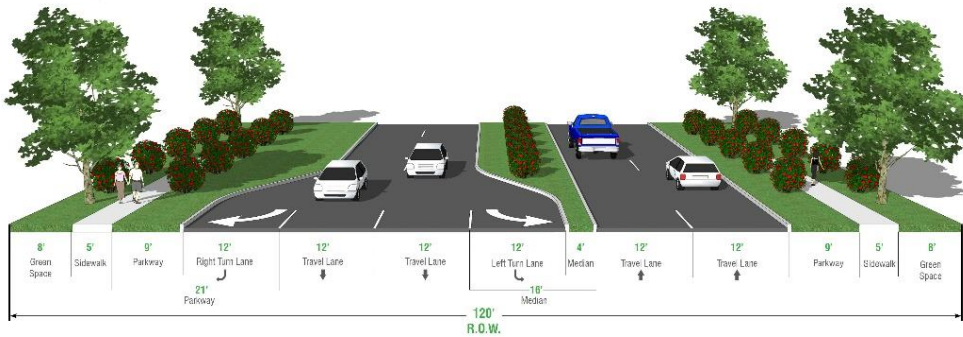 8' 5' 9' 12' 12' 12' 12' 4' 12' 12' 9' 5' 8'
Green Space Sidewalk Parkway Right Turn Lane Travel Lane Travel Lane Left Turn Lane Median Travel Lane Travel Lane Parkway Sidewalk Green Space
21' 16'
Parkway Median
120'
R.O.W.